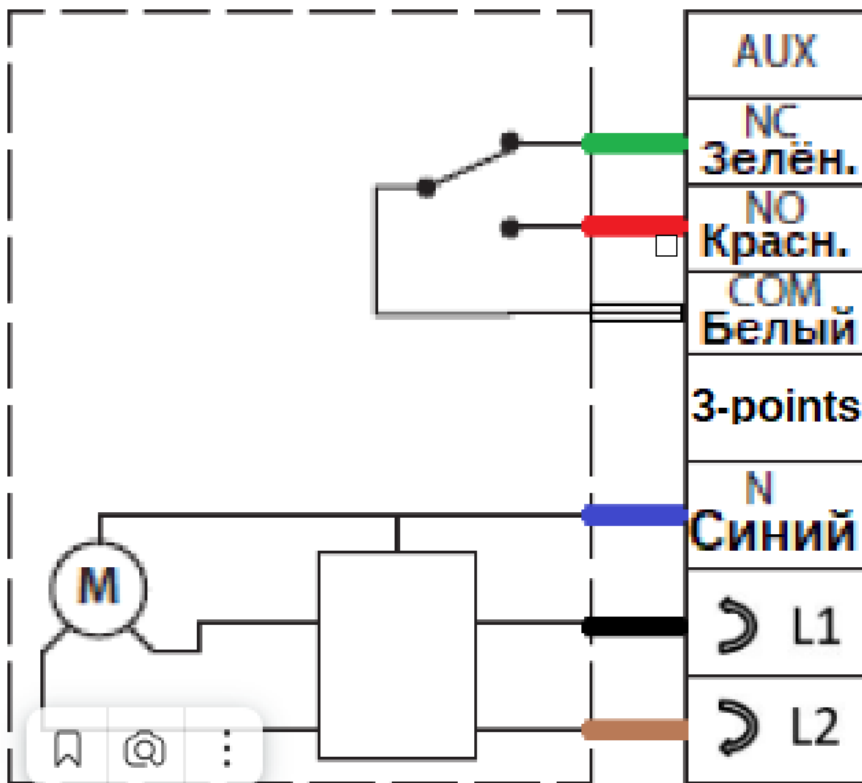 AUX
NC
Зелён.
NO
Красн.
COM
Белый
3-points
N
Синий
M
L1
L2